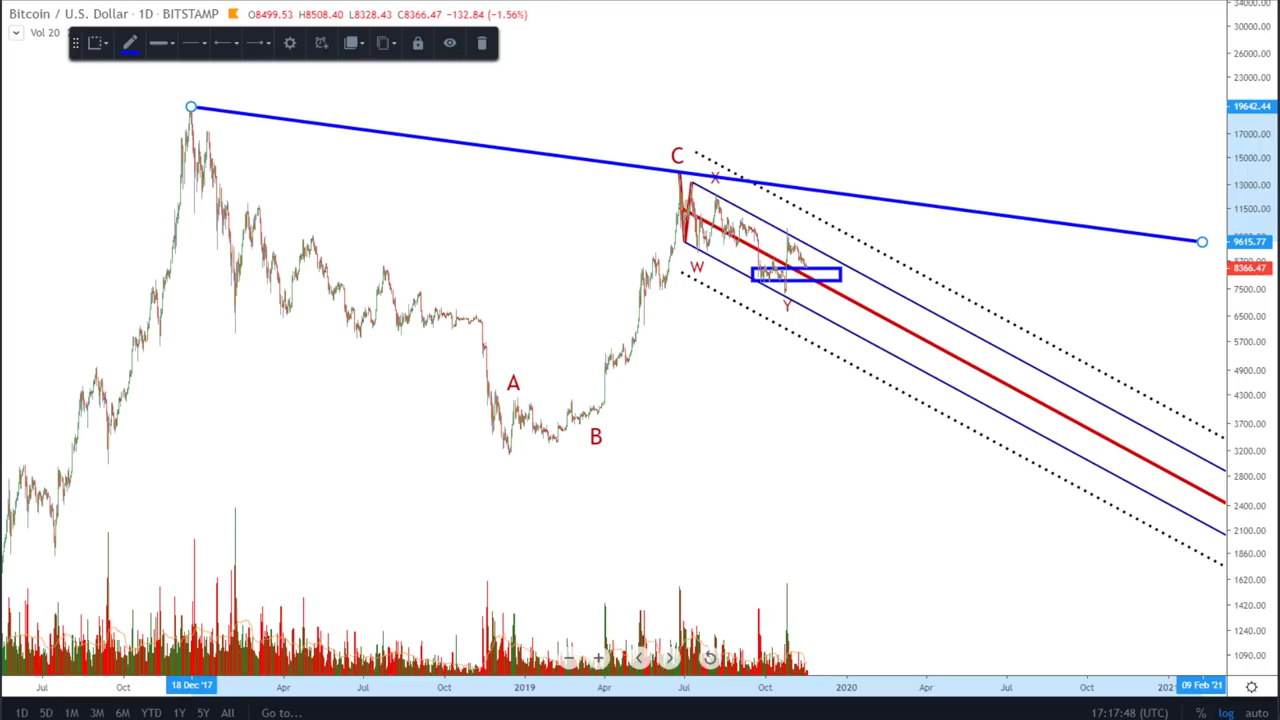 Bitcoin / U.S. Dollar · 1D · BITSTAMP O8499.53 H8508.40 L8328.43 C8366.47 −132.84 (−1.56%)
Vol 20
34000.00
30000.00
26000.00
23000.00
19642.44
17000.00
15000.00
13000.00
11500.00
9615.77
8366.47
7500.00
6500.00
5700.00
4900.00
4300.00
3700.00
3200.00
2800.00
2400.00
2100.00
1860.00
1620.00
1420.00
1240.00
1090.00
C
X
W
Y
A
B
Jul Oct 18 Dec '17 Apr Jul Oct 2019 Apr Jul Oct 2020 Apr Jul Oct 2021 09 Feb '21
1D 5D 1M 3M 6M YTD 1Y 5Y All Go to... 17:17:48 (UTC) % log auto